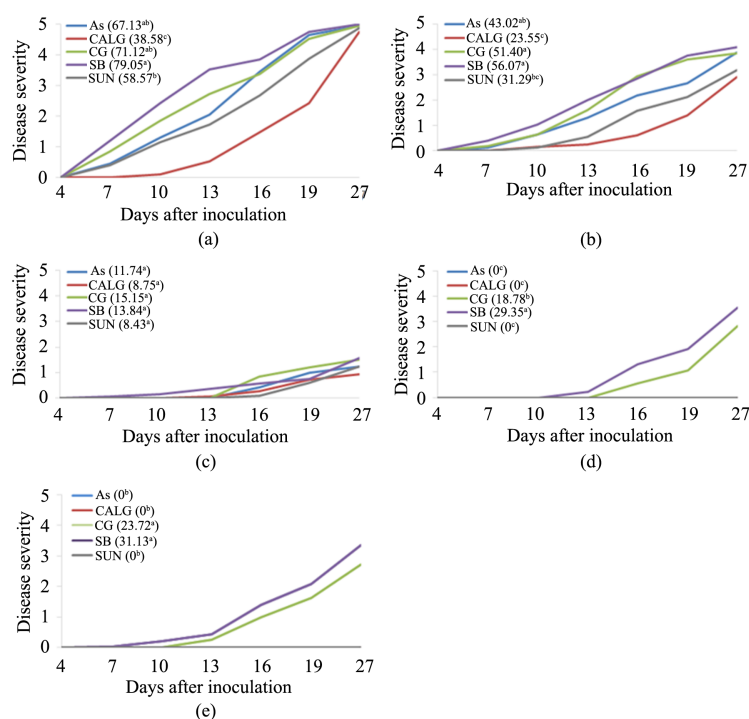 Disease severity
5
4
3
2
1
0
As (67.13ᵃᵇ)
CALG (38.58ᶜ)
CG (71.12ᵃᵇ)
SB (79.05ᵃ)
SUN (58.57ᵇ)
4 7 10 13 16 19 27
Days after inoculation
(a)
Disease severity
5
4
3
2
1
0
As (43.02ᵃᵇ)
CALG (23.55ᶜ)
CG (51.40ᵃ)
SB (56.07ᵃ)
SUN (31.29ᵇᶜ)
4 7 10 13 16 19 27
Days after inoculation
(b)
Disease severity
5
4
3
2
1
0
As (11.74ᵃ)
CALG (8.75ᵃ)
CG (15.15ᵃ)
SB (13.84ᵃ)
SUN (8.43ᵃ)
4 7 10 13 16 19 27
Days after inoculation
(c)
Disease severity
5
4
3
2
1
0
As (0ᶜ)
CALG (0ᶜ)
CG (18.78ᵇ)
SB (29.35ᵃ)
SUN (0ᶜ)
4 7 10 13 16 19 27
Days after inoculation
(d)
Disease severity
5
4
3
2
1
0
As (0ᵇ)
CALG (0ᵇ)
CG (23.72ᵃ)
SB (31.13ᵃ)
SUN (0ᵇ)
4 7 10 13 16 19 27
Days after inoculation
(e)